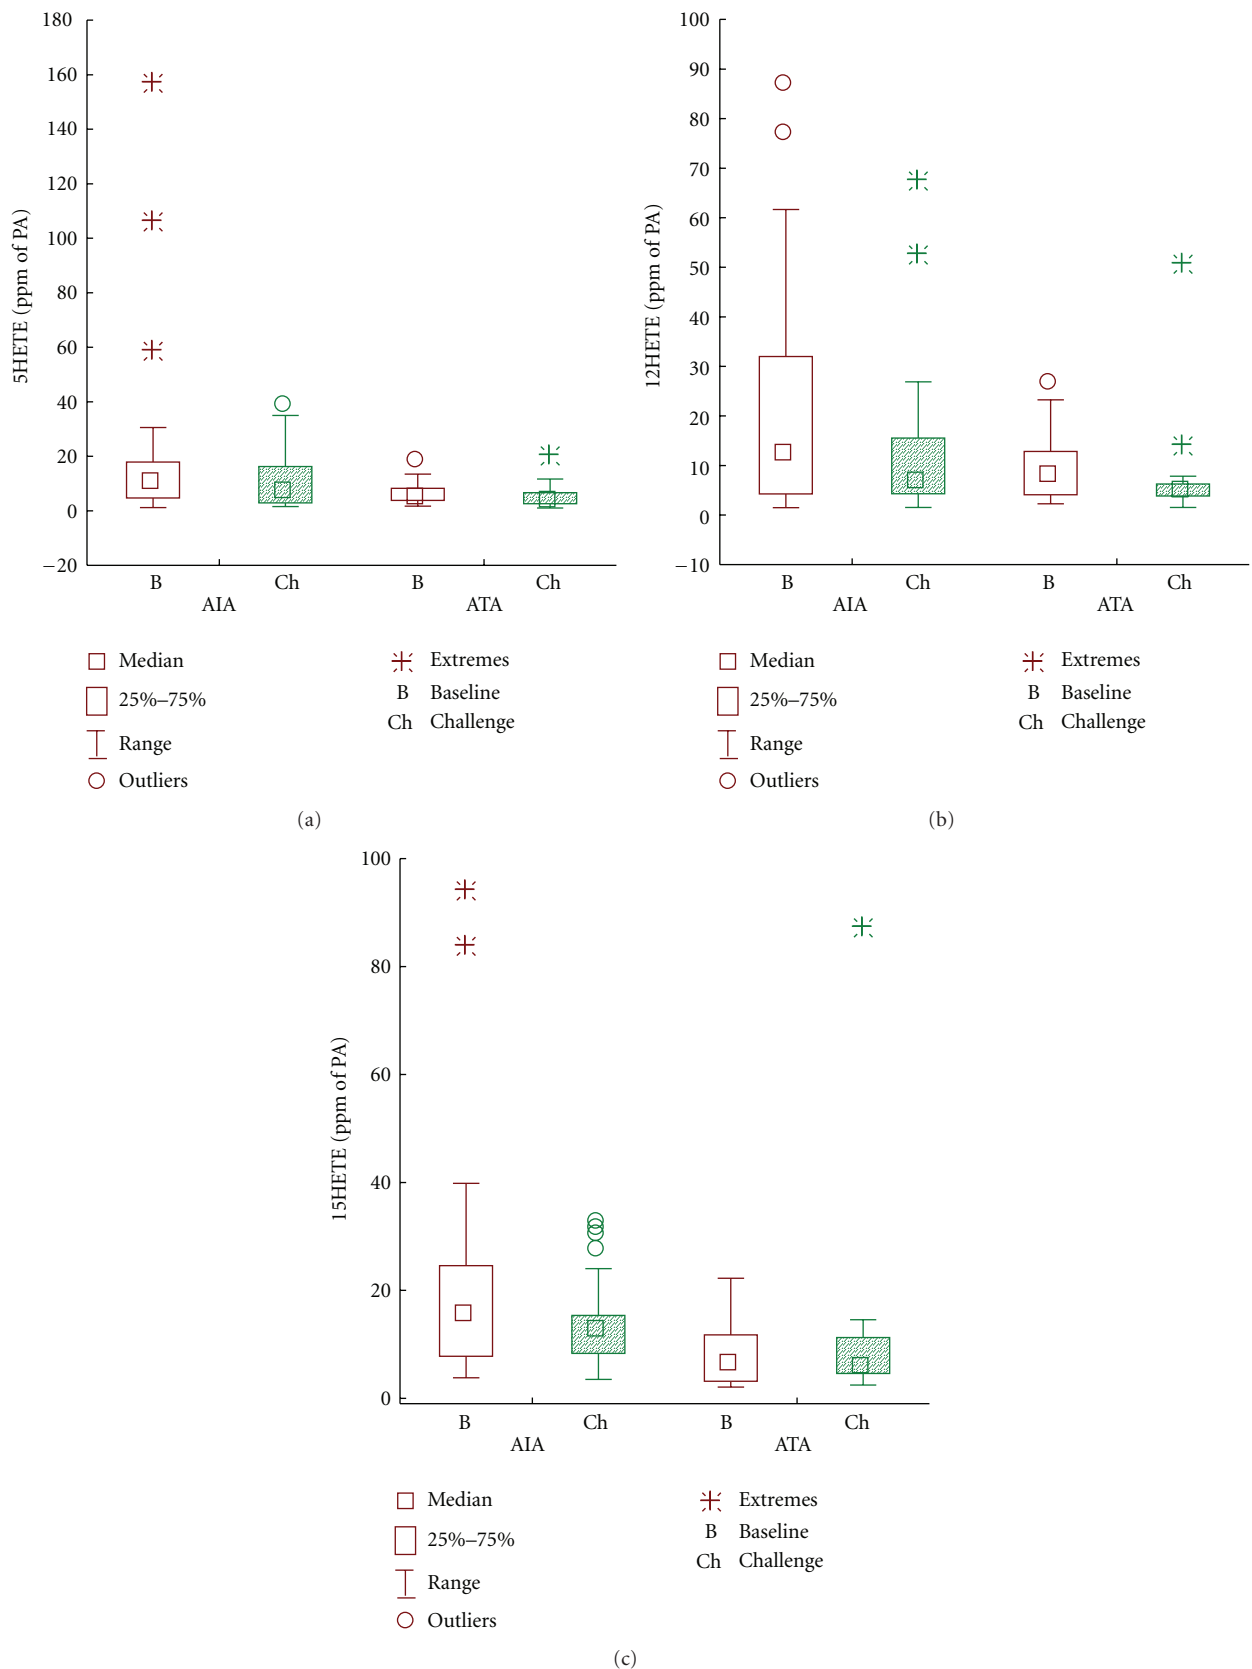 180
160
140
120
100
80
60
40
20
0
−20
5HETE (ppm of PA)
B Ch B Ch
AIA ATA
Median
25%–75%
Range
Outliers
Extremes
B Baseline
Ch Challenge
(a)
100
90
80
70
60
50
40
30
20
10
0
−10
12HETE (ppm of PA)
B Ch B Ch
AIA ATA
Median
25%–75%
Range
Outliers
Extremes
B Baseline
Ch Challenge
(b)
100
80
60
40
20
0
15HETE (ppm of PA)
B Ch B Ch
AIA ATA
Median
25%–75%
Range
Outliers
Extremes
B Baseline
Ch Challenge
(c)